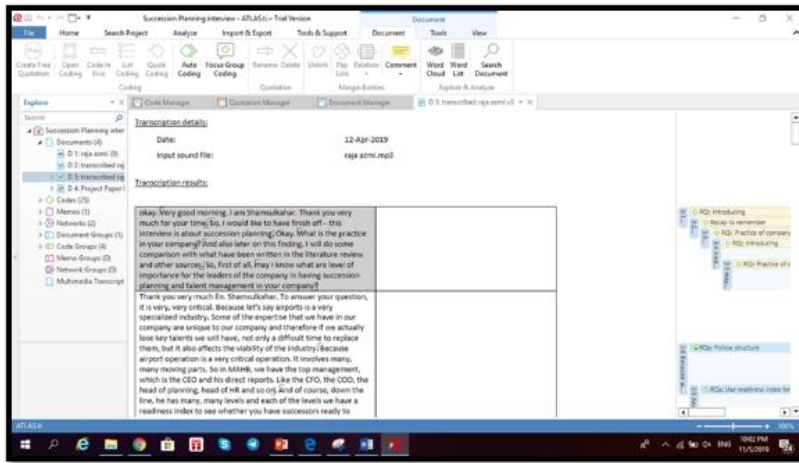 Succession Planning interview - ATLAS.ti - Trial Version
Document
File Home Search Project Analyze Import & Export Tools & Support Document Tools View
Create Free Quotation
Open Coding
Code In Vivo
List Coding
Quick Coding
Auto Coding
Focus Group Coding
Rename Delete
Unlink
Flip Link
Relation
Comment
Word Cloud
Word List
Search Document
Coding
Quotation
Margin Entities
Explore & Analyze
Explore
Code Manager
Quotation Manager
Document Manager
D 3: transcribed raja azmi v3
Search
Succession Planning inter
Documents (4)
D 1: raja azmi (0)
D 2: transcribed raj
D 3: transcribed raj
D 4: Project Paper I
Codes (25)
Memos (1)
Networks (2)
Document Groups (1)
Code Groups (4)
Memo Groups (0)
Network Groups (0)
Multimedia Transcript
Transcription details:
Date: 12-Apr-2019
Input sound file: raja azmi.mp3
Transcription results:
okay. Very good morning. I am Shamsulkahar. Thank you very
much for your time. So, I would like to have finish off-- this
interview is about succession planning. Okay. What is the practice
in your company? And also later on this finding, I will do some
comparison with what have been written in the literature review
and other sources. So, first of all, may I know what are level of
importance for the leaders of the company in having succession
planning and talent management in your company?
Thank you very much En. Shamsulkahar. To answer your question,
it is very, very critical. Because let's say airports is a very
specialized industry. Some of the expertise that we have in our
company are unique to our company and therefore if we actually
lose key talents we will have, not only a difficult time to replace
them, but it also affects the viability of the industry. Because
airport operation is a very critical operation. It involves many,
many moving parts. So in MAHB, we have the top management,
which is the CEO and his direct reports. Like the CFO, the COO, the
head of planning, head of HR and so on. And of course, down the
line, he has many, many levels and each of the levels we have a
readiness index to see whether you have successors ready to
RQ: Introducing
Recap to remember
RQ: Practice of company
RQ: Introducing
RQ: Practice of c
RQa: Follow structure
RQa: Use readiness index for
ATLAS.ti
100%
ENG
10:02 PM
11/5/2019